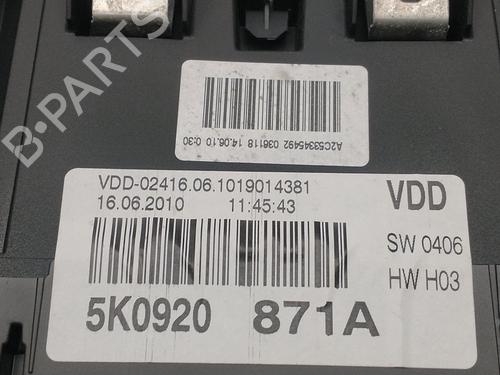 B-PARTS
A2C53345492 036118 14.06.10 0:30
VDD-02416.06.1019014381
16.06.2010 11:45:43
VDD
SW 0406
HW H03
5K0920 871A